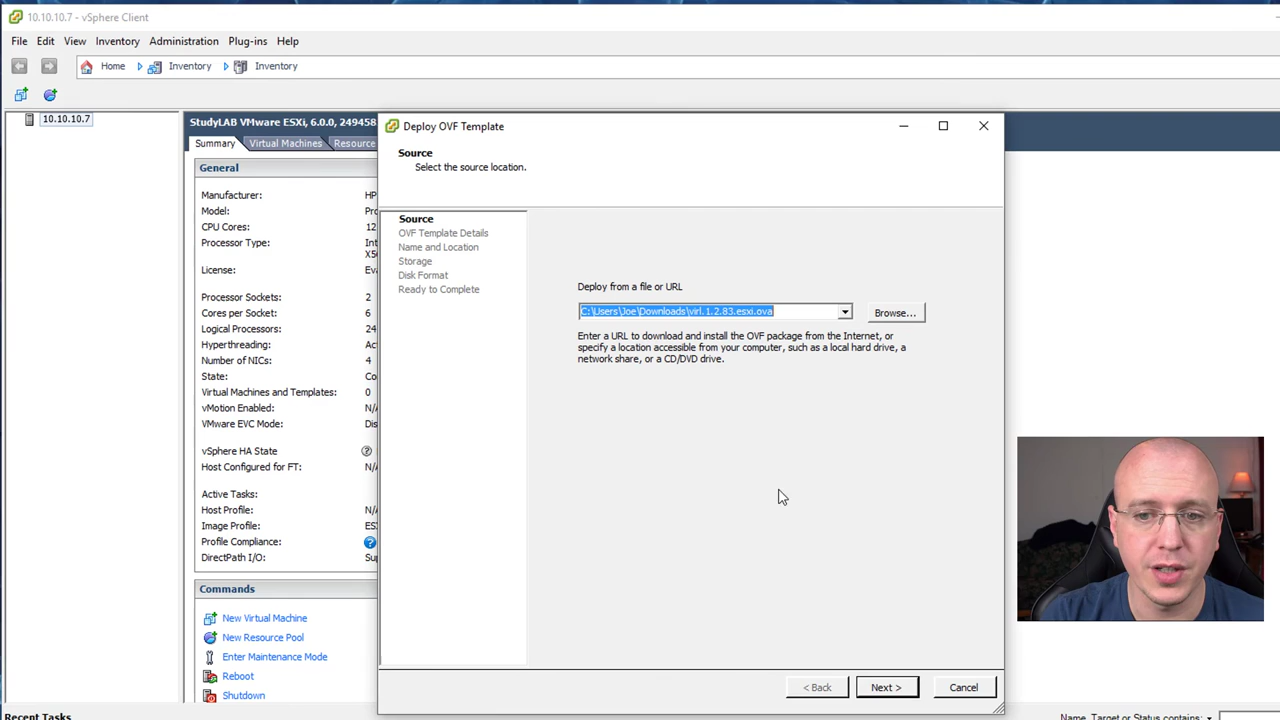 10.10.10.7 - vSphere Client
File Edit View Inventory Administration Plug-ins Help
Home Inventory Inventory
10.10.10.7
StudyLAB VMware ESXi, 6.0.0, 249458
Summary Virtual Machines Resource
General
Manufacturer: HP
Model: Pro
CPU Cores: 12
Processor Type: Int
X56
License: Eva
Processor Sockets: 2
Cores per Socket: 6
Logical Processors: 24
Hyperthreading: Act
Number of NICs: 4
State: Co
Virtual Machines and Templates: 0
vMotion Enabled: N/A
VMware EVC Mode: Dis
vSphere HA State
Host Configured for FT: N/A
Active Tasks:
Host Profile: N/A
Image Profile: ESX
Profile Compliance:
DirectPath I/O: Sup
Commands
New Virtual Machine
New Resource Pool
Enter Maintenance Mode
Reboot
Shutdown
Recent Tasks
Deploy OVF Template
Source
Select the source location.
Source
OVF Template Details
Name and Location
Storage
Disk Format
Ready to Complete
Deploy from a file or URL
C:\Users\Joe\Downloads\virl.1.2.83.esxi.ova
Browse...
Enter a URL to download and install the OVF package from the Internet, or
specify a location accessible from your computer, such as a local hard drive, a
network share, or a CD/DVD drive.
< Back Next > Cancel
Name, Target or Status contains: